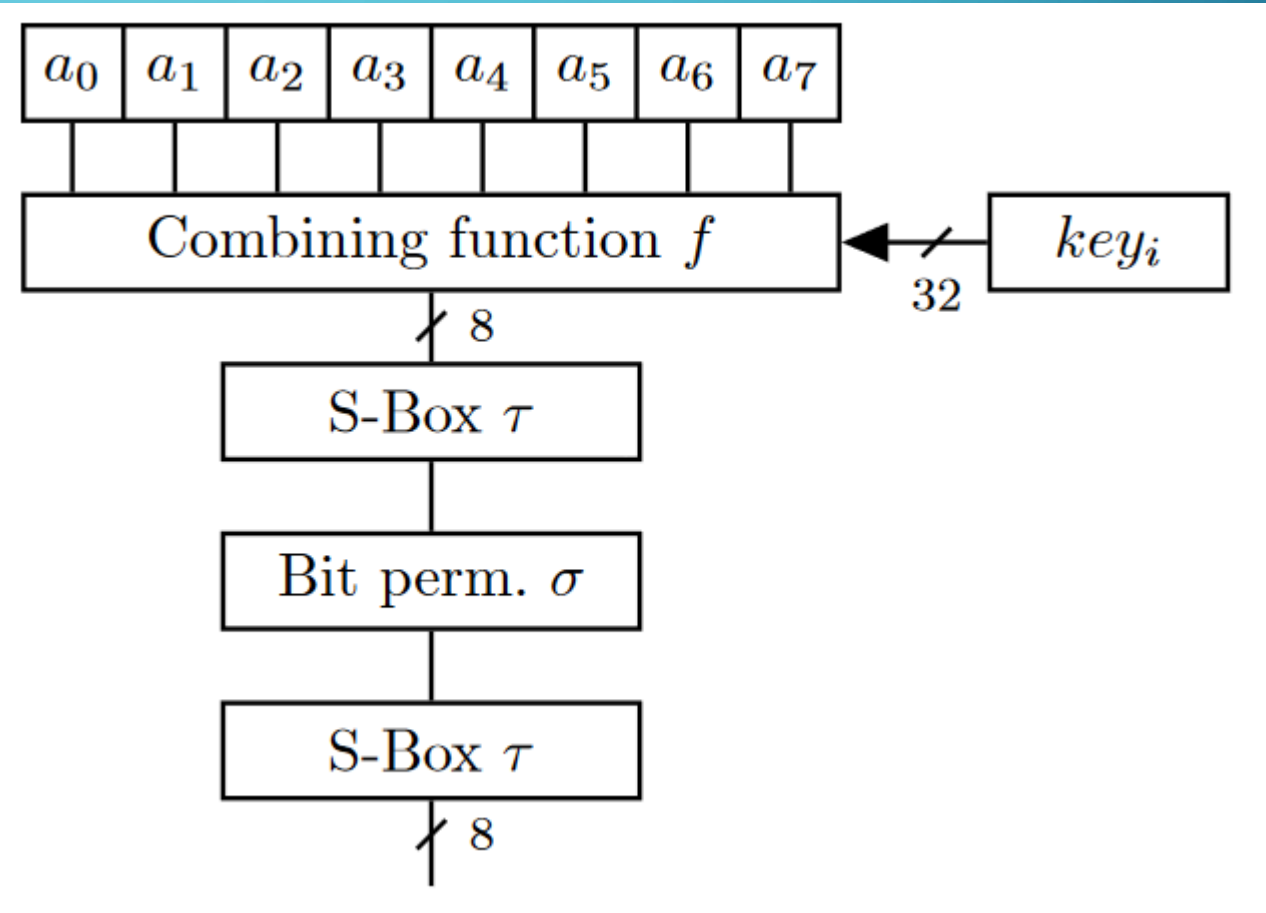 a₀ a₁ a₂ a₃ a₄ a₅ a₆ a₇
Combining function f
keyᵢ
32
8
S-Box τ
Bit perm. σ
S-Box τ
8